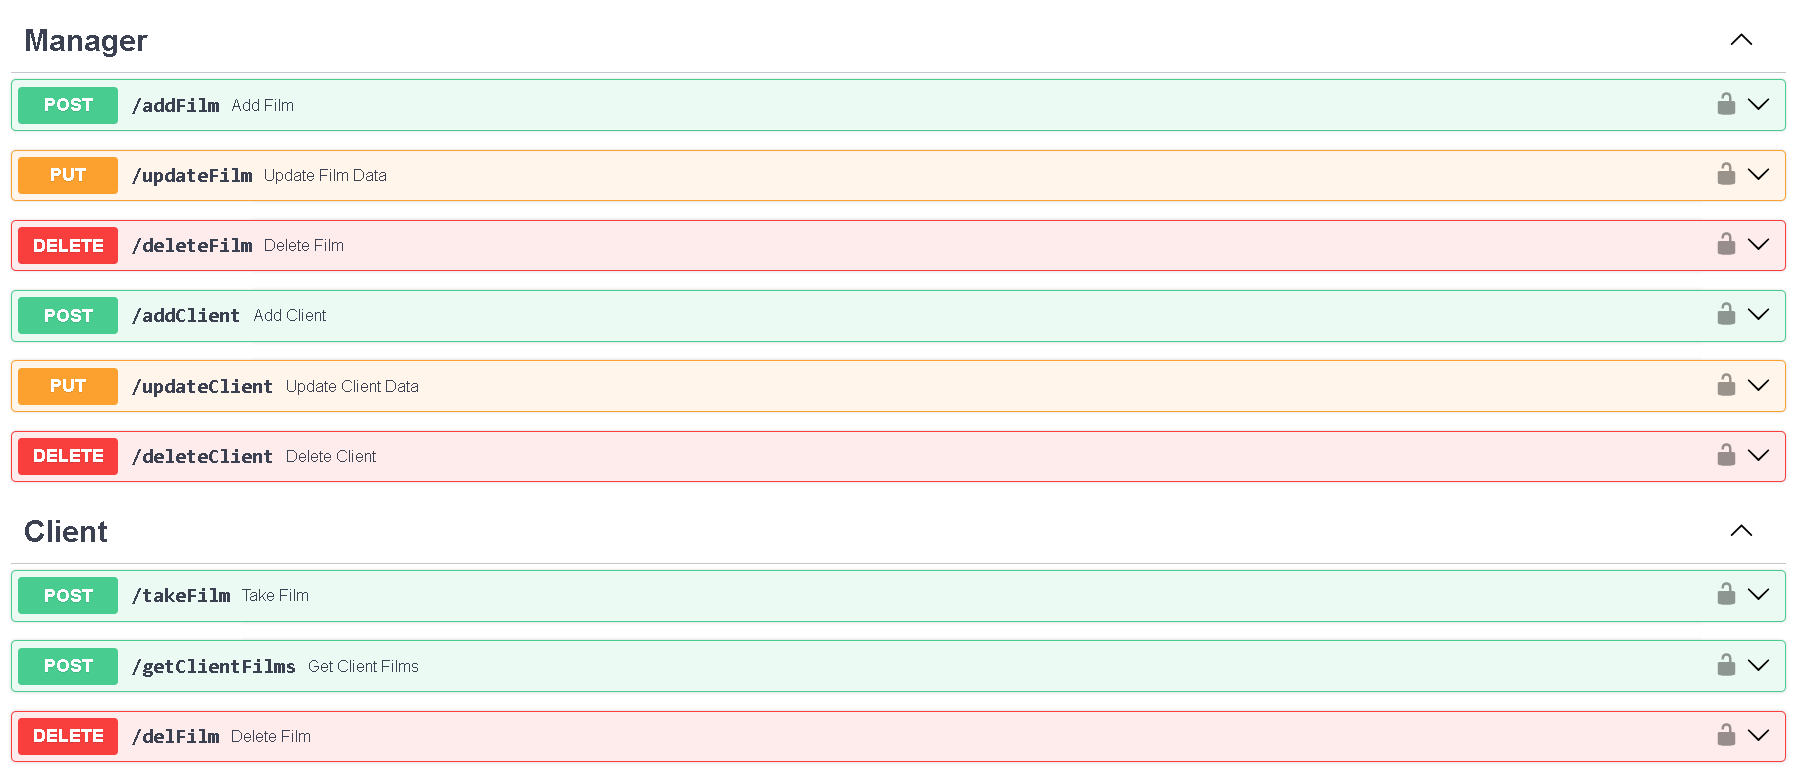 Manager
POST /addFilm Add Film
PUT /updateFilm Update Film Data
DELETE /deleteFilm Delete Film
POST /addClient Add Client
PUT /updateClient Update Client Data
DELETE /deleteClient Delete Client
Client
POST /takeFilm Take Film
POST /getClientFilms Get Client Films
DELETE /delFilm Delete Film